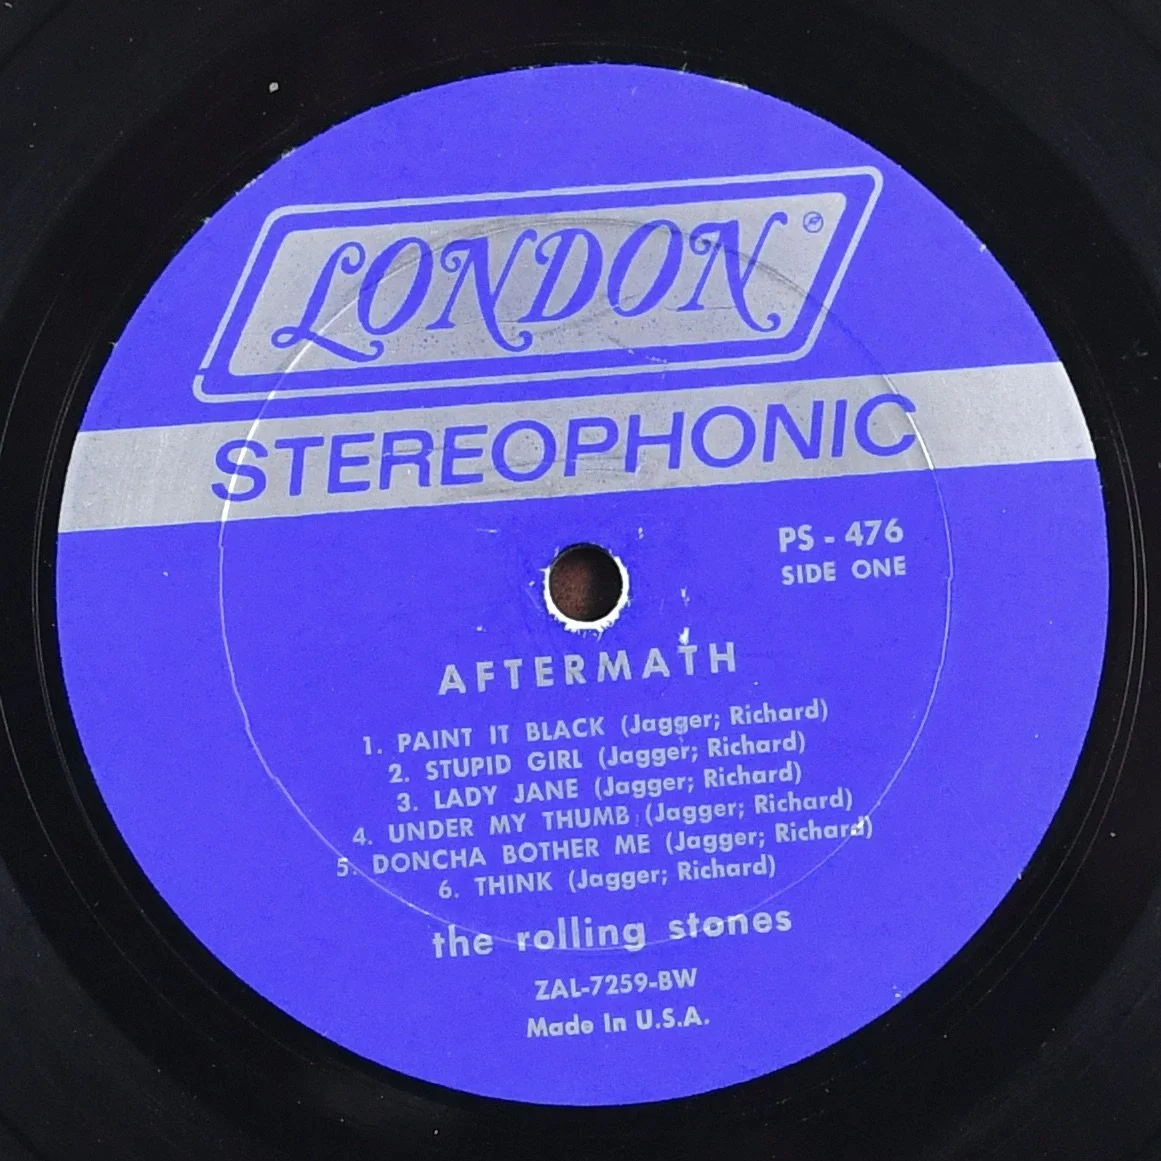 LONDON ®
STEREOPHONIC
PS - 476
SIDE ONE
AFTERMATH
1. PAINT IT BLACK (Jagger; Richard)
2. STUPID GIRL (Jagger; Richard)
3. LADY JANE (Jagger; Richard)
4. UNDER MY THUMB (Jagger; Richard)
5. DONCHA BOTHER ME (Jagger; Richard)
6. THINK (Jagger; Richard)
the rolling stones
ZAL-7259-BW
Made In U.S.A.